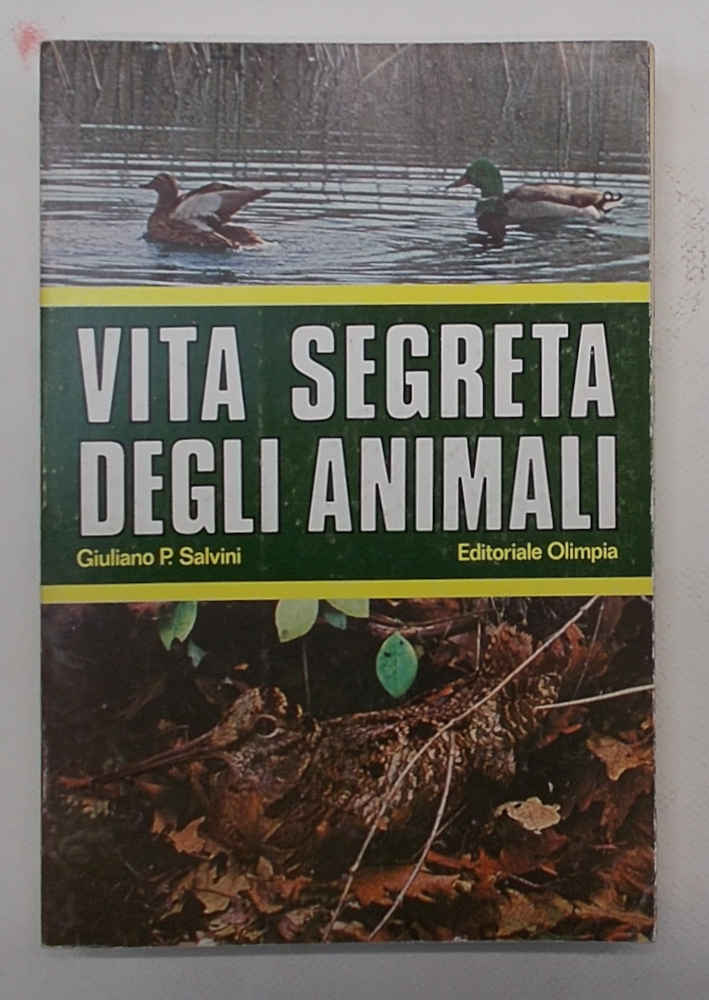 VITA SEGRETA
DEGLI ANIMALI
Giuliano P. Salvini Editoriale Olimpia